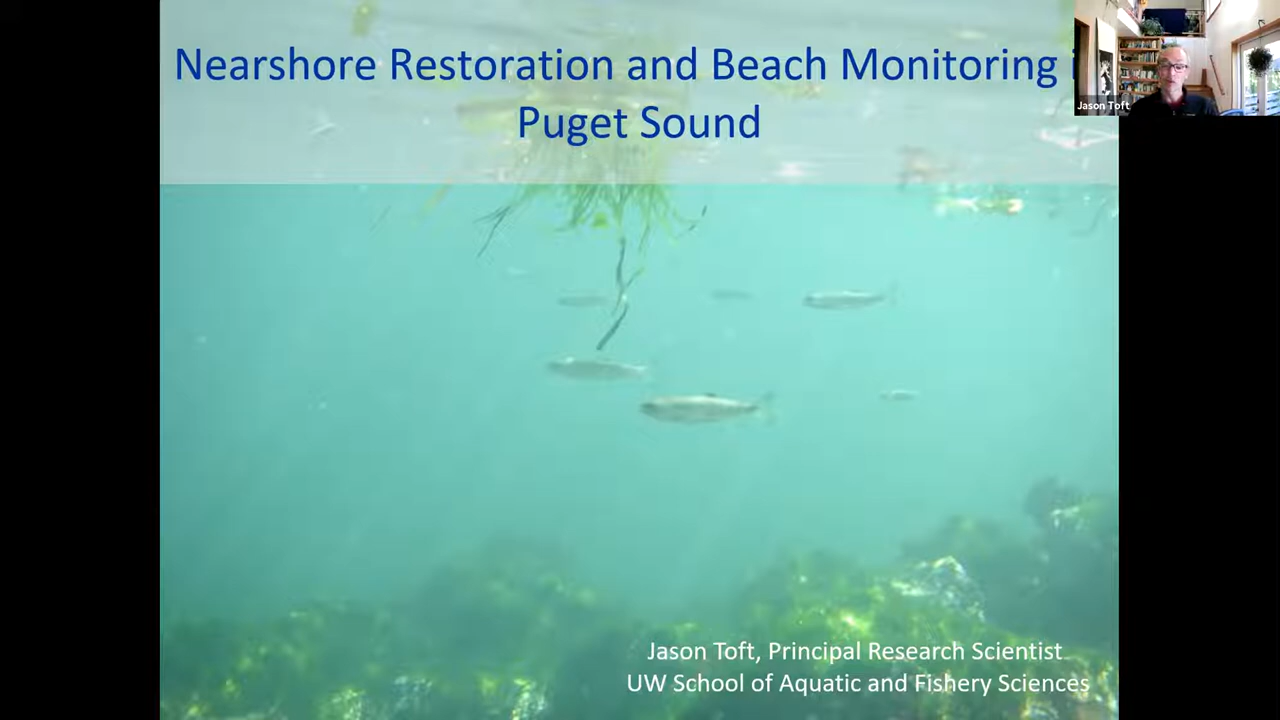 Nearshore Restoration and Beach Monitoring
Puget Sound
Jason Toft
Jason Toft, Principal Research Scientist
UW School of Aquatic and Fishery Sciences